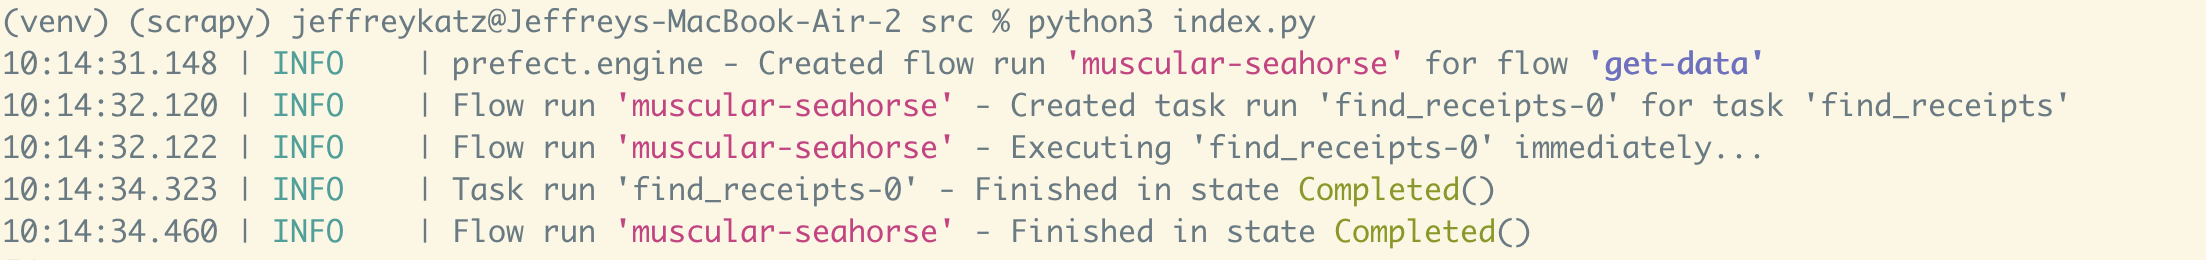 (venv) (scrapy) jeffreykatz@Jeffreys-MacBook-Air-2 src % python3 index.py
10:14:31.148 | INFO    | prefect.engine - Created flow run 'muscular-seahorse' for flow 'get-data'
10:14:32.120 | INFO    | Flow run 'muscular-seahorse' - Created task run 'find_receipts-0' for task 'find_receipts'
10:14:32.122 | INFO    | Flow run 'muscular-seahorse' - Executing 'find_receipts-0' immediately...
10:14:34.323 | INFO    | Task run 'find_receipts-0' - Finished in state Completed()
10:14:34.460 | INFO    | Flow run 'muscular-seahorse' - Finished in state Completed()